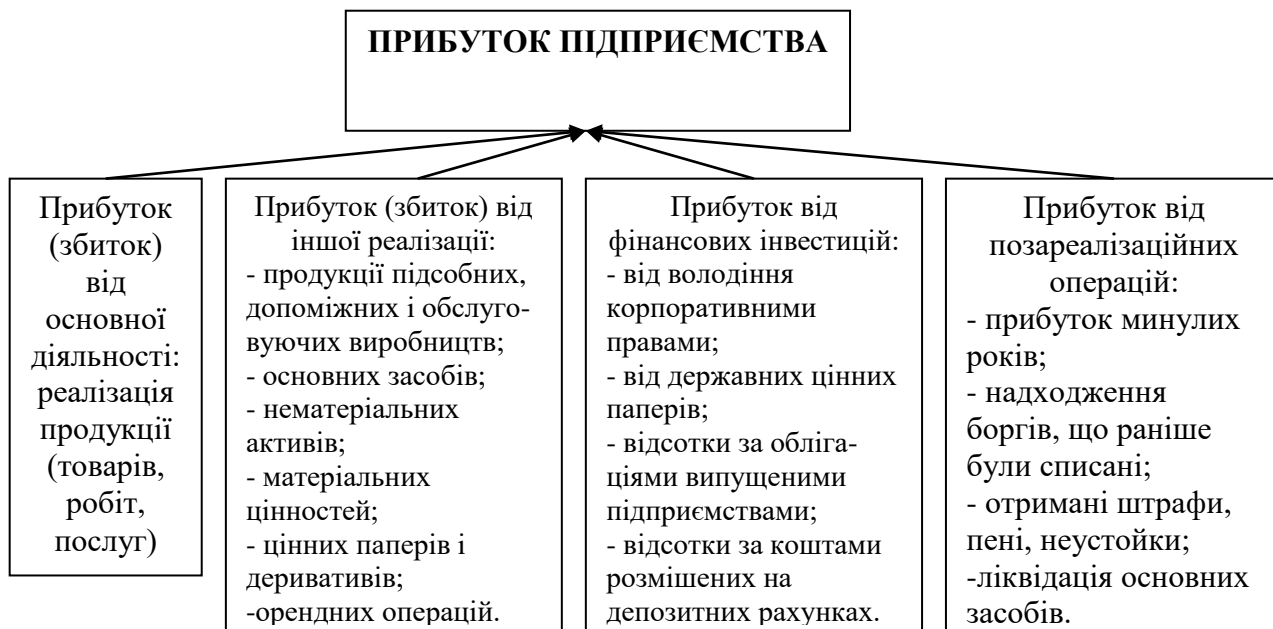 ПРИБУТОК ПІДПРИЄМСТВА
Прибуток
(збиток)
від
основної
діяльності:
реалізація
продукції
(товарів,
робіт,
послуг)
Прибуток (збиток) від
іншої реалізації:
- продукції підсобних,
допоміжних і обслуго-
вуючих виробництв;
- основних засобів;
- нематеріальних
активів;
- матеріальних
цінностей;
- цінних паперів і
деривативів;
-орендних операцій.
Прибуток від
фінансових інвестицій:
- від володіння
корпоративними
правами;
- від державних цінних
паперів;
- відсотки за обліга-
ціями випущеними
підприємствами;
- відсотки за коштами
розмішених на
депозитних рахунках.
Прибуток від
позареалізаційних
операцій:
- прибуток минулих
років;
- надходження
боргів, що раніше
були списані;
- отримані штрафи,
пені, неустойки;
-ліквідація основних
засобів.